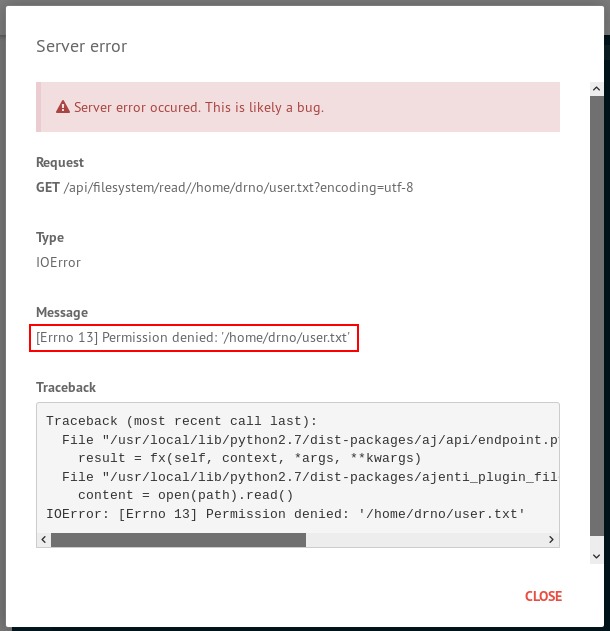 Server error
Server error occured. This is likely a bug.
Request
GET /api/filesystem/read//home/drno/user.txt?encoding=utf-8
Type
IOError
Message
[Errno 13] Permission denied: '/home/drno/user.txt'
Traceback
Traceback (most recent call last):
  File "/usr/local/lib/python2.7/dist-packages/aj/api/endpoint.p
    result = fx(self, context, *args, **kwargs)
  File "/usr/local/lib/python2.7/dist-packages/ajenti_plugin_fil
    content = open(path).read()
IOError: [Errno 13] Permission denied: '/home/drno/user.txt'
CLOSE